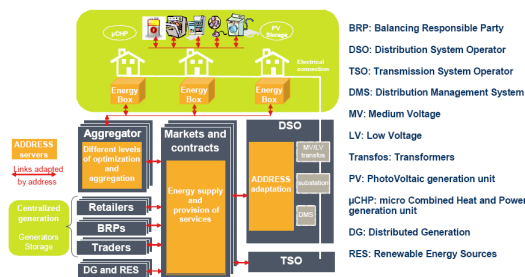 µCHP
PV
Storage
Electrical
connection
Energy
Box
Energy
Box
Energy
Box
ADDRESS
servers
Links adapted
by address
Centralized
generation
Generators
Storage
Aggregator
Different levels
of optimization
and
aggregation
Retailers
BRPs
Traders
DG and RES
Markets and
contracts
Energy supply
and
provision of
services
DSO
ADDRESS
adaptation
MV/LV
transfos
substation
DMS
TSO
BRP: Balancing Responsible Party
DSO: Distribution System Operator
TSO: Transmission System Operator
DMS: Distribution Management System
MV: Medium Voltage
LV: Low Voltage
Transfos: Transformers
PV: PhotoVoltaic generation unit
µCHP: micro Combined Heat and Power
generation unit
DG: Distributed Generation
RES: Renewable Energy Sources